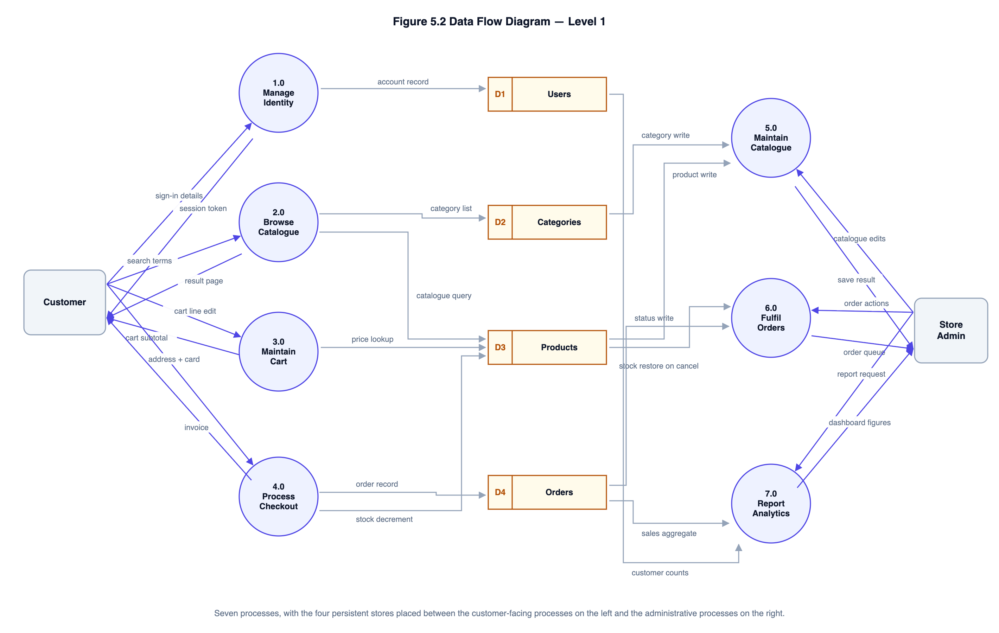 Figure 5.2 Data Flow Diagram — Level 1
1.0
Manage
Identity
account record
D1
Users
5.0
Maintain
Catalogue
category write
product write
sign-in details
session token
2.0
Browse
Catalogue
category list
D2
Categories
catalogue edits
search terms
result page
save result
Customer
catalogue query
order actions
cart line edit
status write
6.0
Fulfil
Orders
Store
Admin
cart subtotal
3.0
Maintain
Cart
price lookup
D3
Products
order queue
address + card
stock restore on cancel
report request
invoice
dashboard figures
4.0
Process
Checkout
order record
stock decrement
D4
Orders
7.0
Report
Analytics
sales aggregate
customer counts
Seven processes, with the four persistent stores placed between the customer-facing processes on the left and the administrative processes on the right.